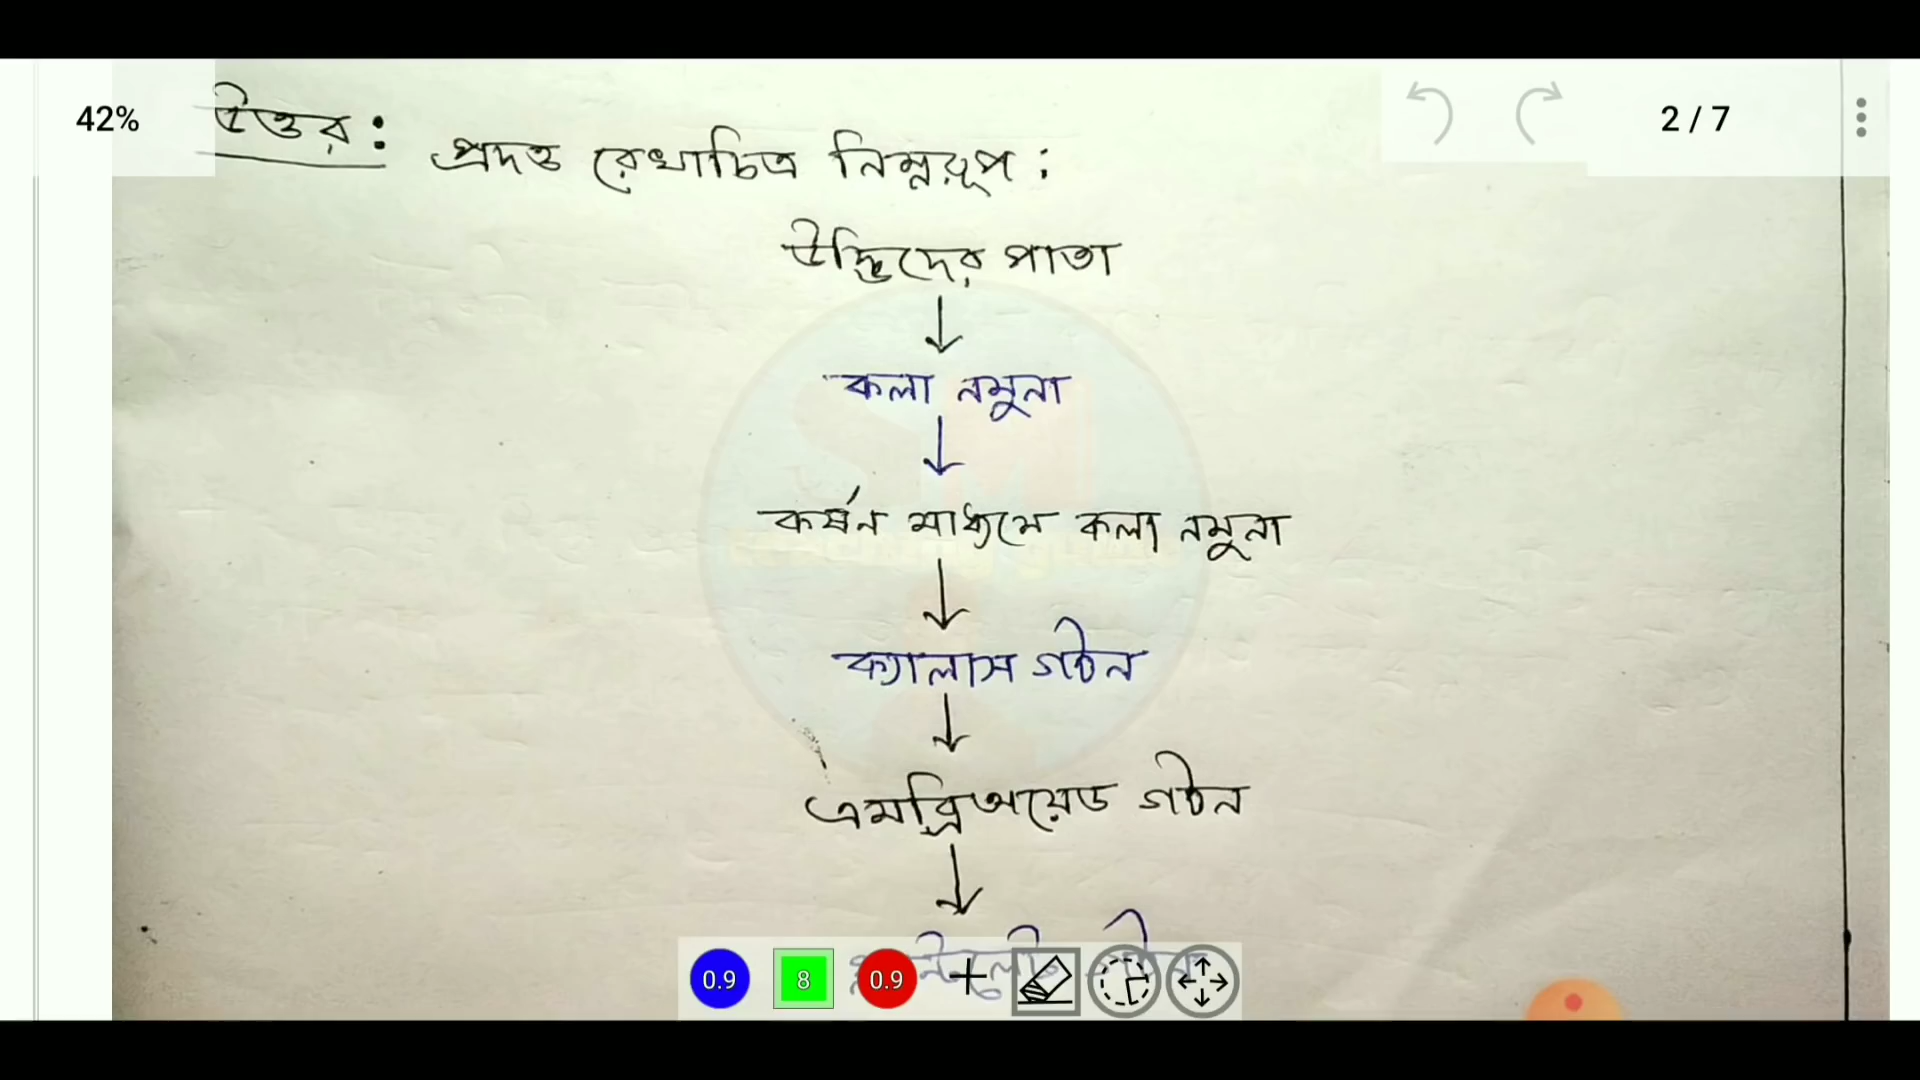 42%
2 / 7
উত্তর:
প্রদত্ত রেখাচিত্র নিম্নরূপ:
উদ্ভিদের পাতা
কলা নমুনা
কর্ষন মাধ্যমে কলা নমুনা
ক্যালাস গঠন
এমব্রিঅয়েড গঠন
0.9
8
0.9